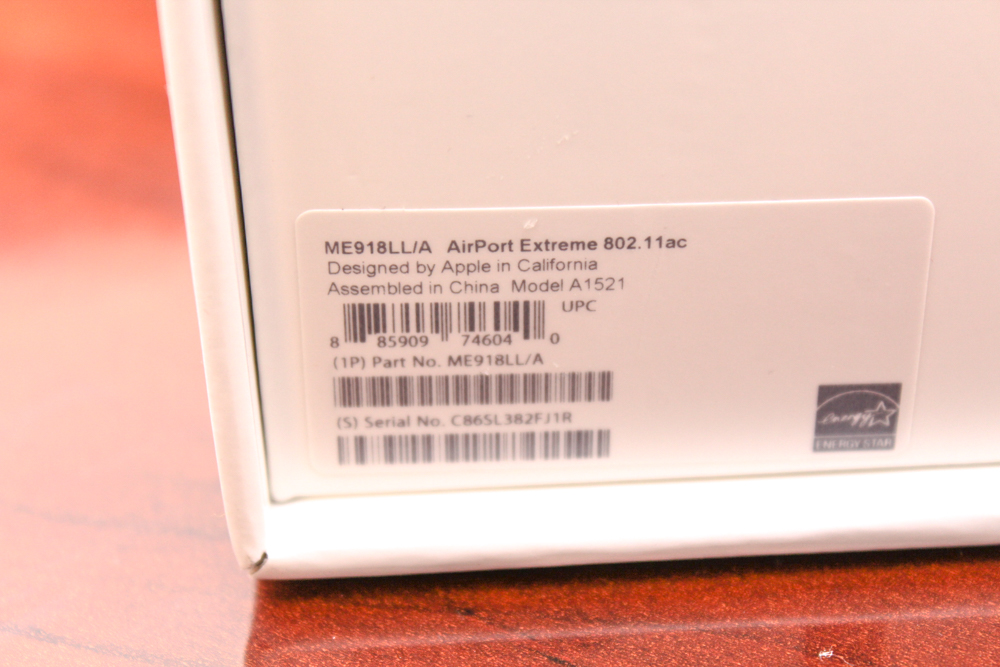 ME918LL/A AirPort Extreme 802.11ac
Designed by Apple in California
Assembled in China Model A1521
UPC
8 85909 74604 0
(1P) Part No. ME918LL/A
(S) Serial No. C86SL382FJ1R
energy
ENERGY STAR